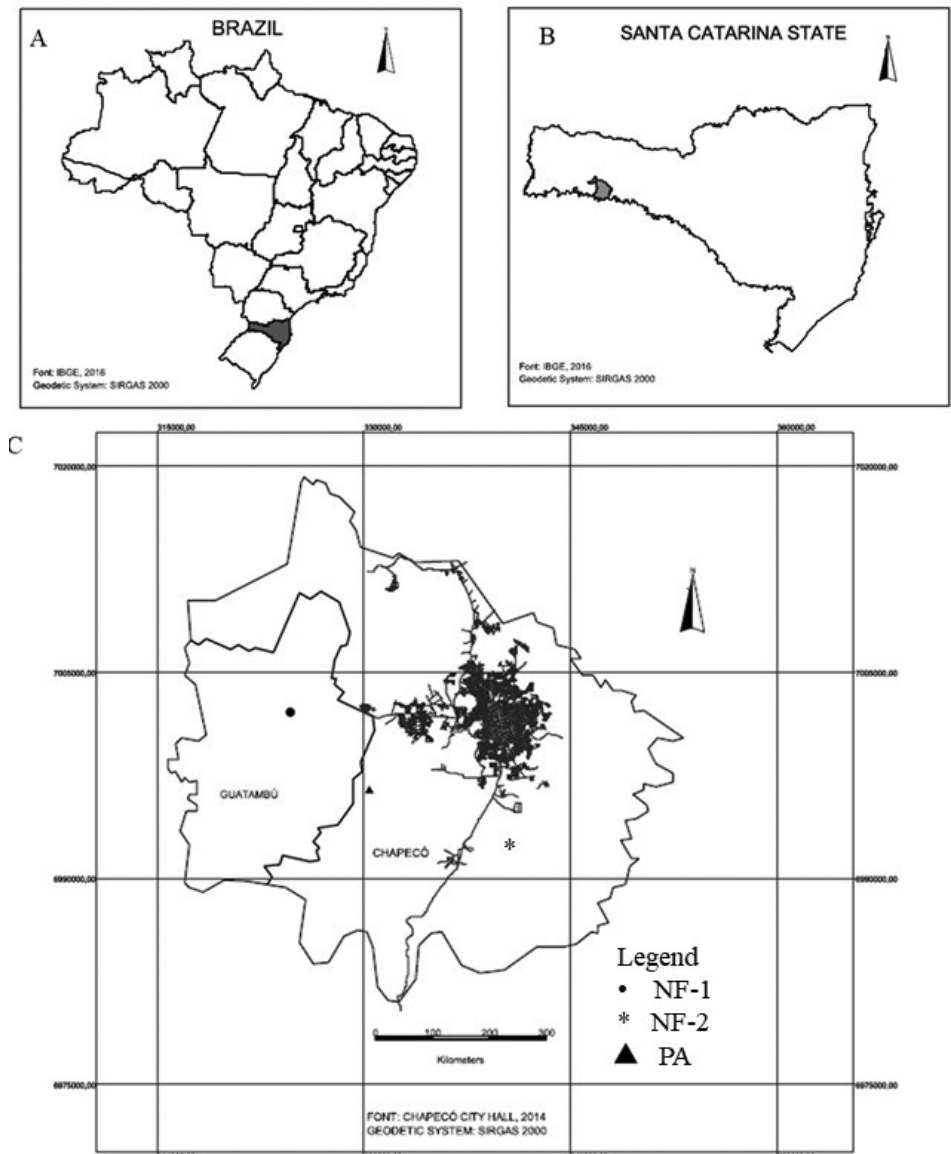 A
BRAZIL
N
Font: IBGE, 2016
Geodetic System: SIRGAS 2000
B
SANTA CATARINA STATE
N
Font: IBGE, 2016
Geodetic System: SIRGAS 2000
C
315000,00 330000,00 345000,00 360000,00
7020000,00 7020000,00
N
7005000,00 7005000,00
GUATAMBÚ
CHAPECÓ
6990000,00 6990000,00
Legend
NF-1
* NF-2
PA
0 100 200 300
Kilometers
6975000,00 6975000,00
FONT: CHAPECÓ CITY HALL, 2014
GEODETIC SYSTEM: SIRGAS 2000